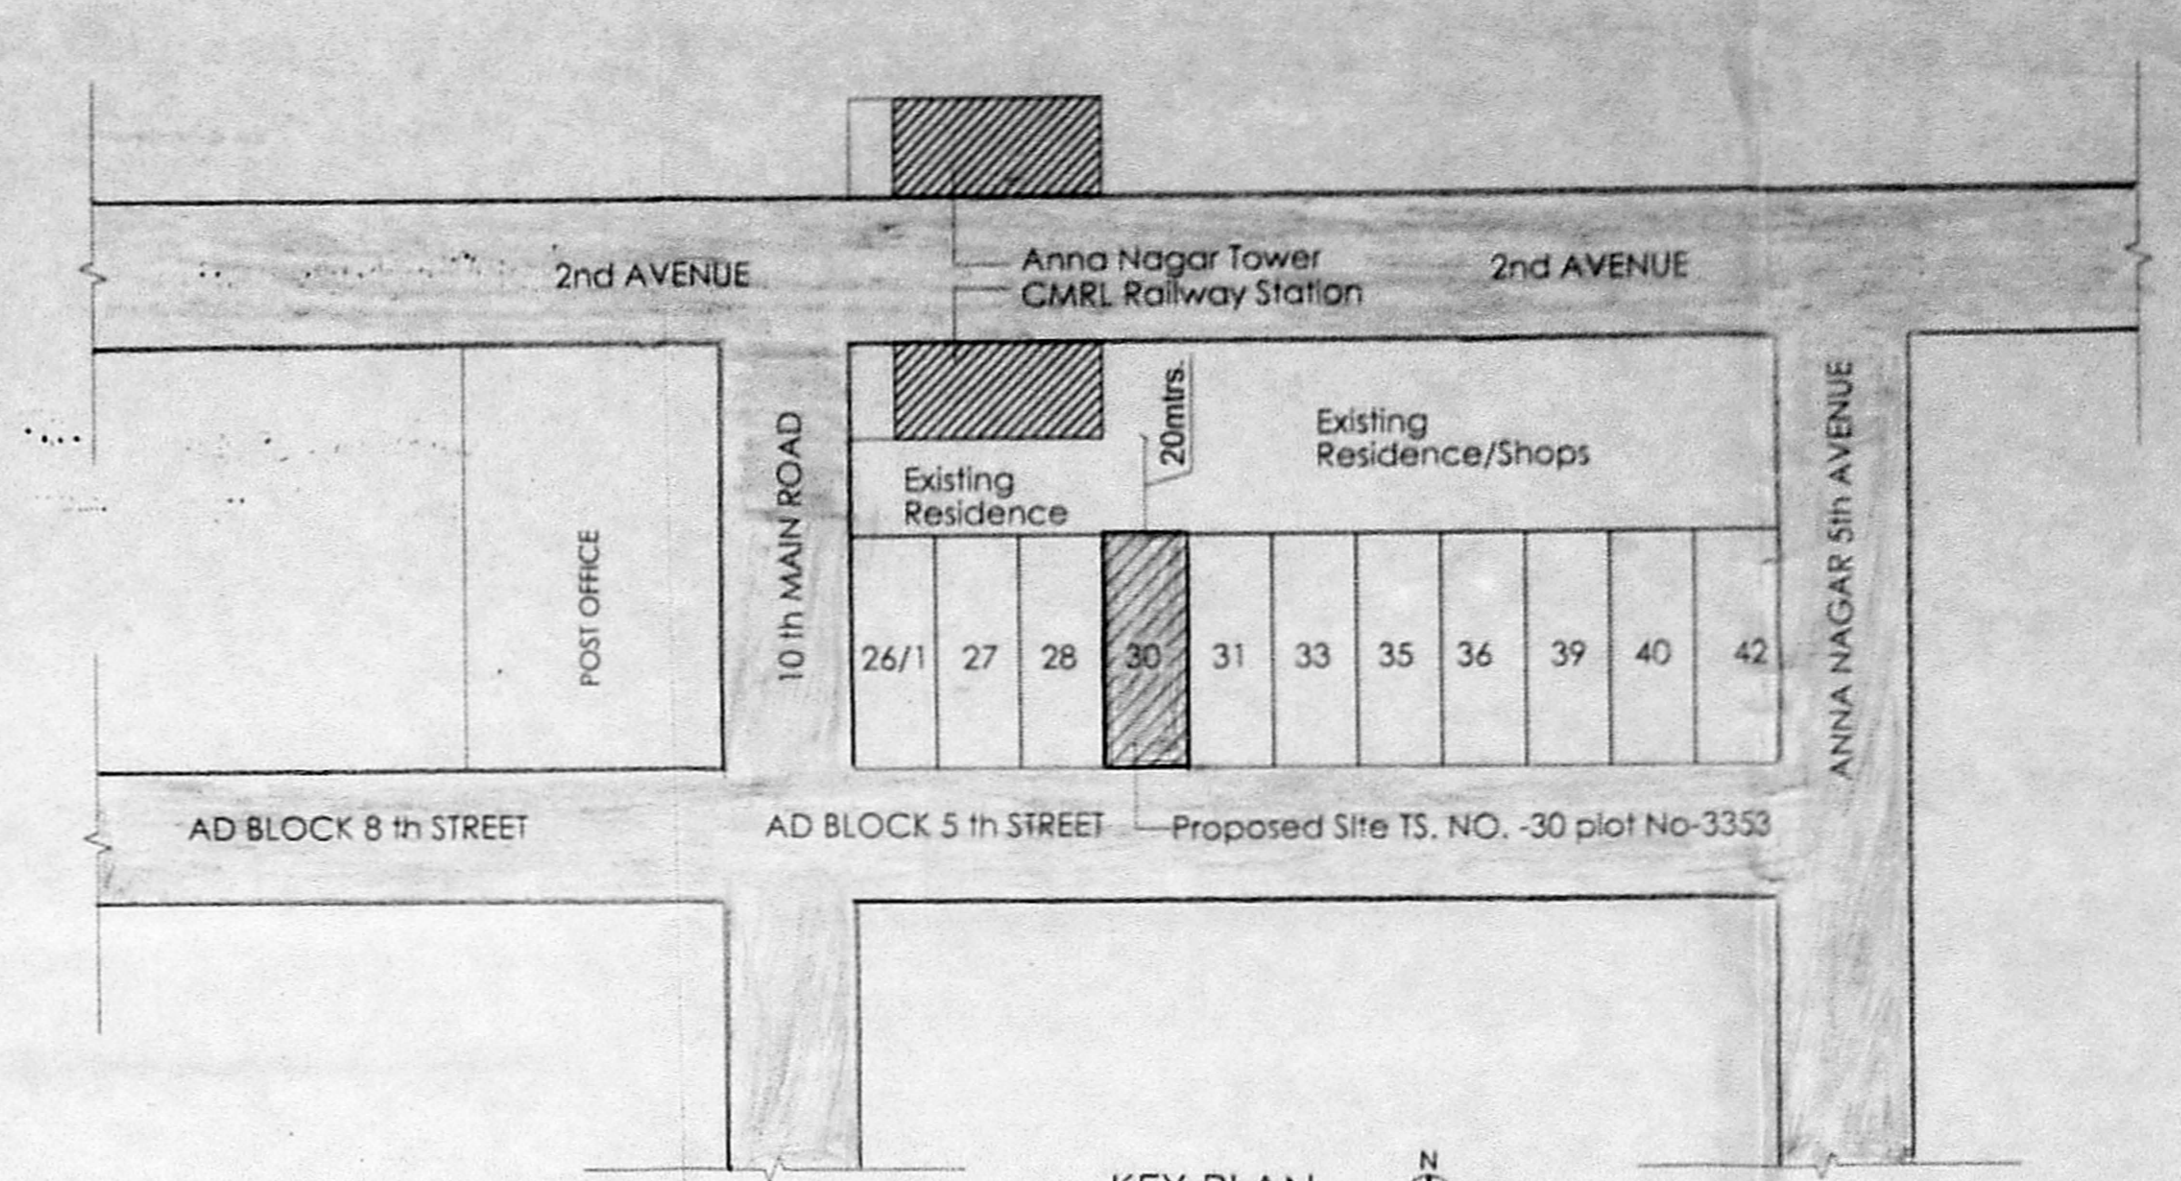 2nd AVENUE
Anna Nagar Tower
CMRL Railway Station
2nd AVENUE
20mtrs.
Existing
Residence/Shops
Existing
Residence
POST OFFICE
10 th MAIN ROAD
ANNA NAGAR 5th AVENUE
26/1 27 28 30 31 33 35 36 39 40 42
AD BLOCK 8 th STREET
AD BLOCK 5 th STREET
Proposed Site TS. NO. -30 plot No-3353
KEY PLAN
N